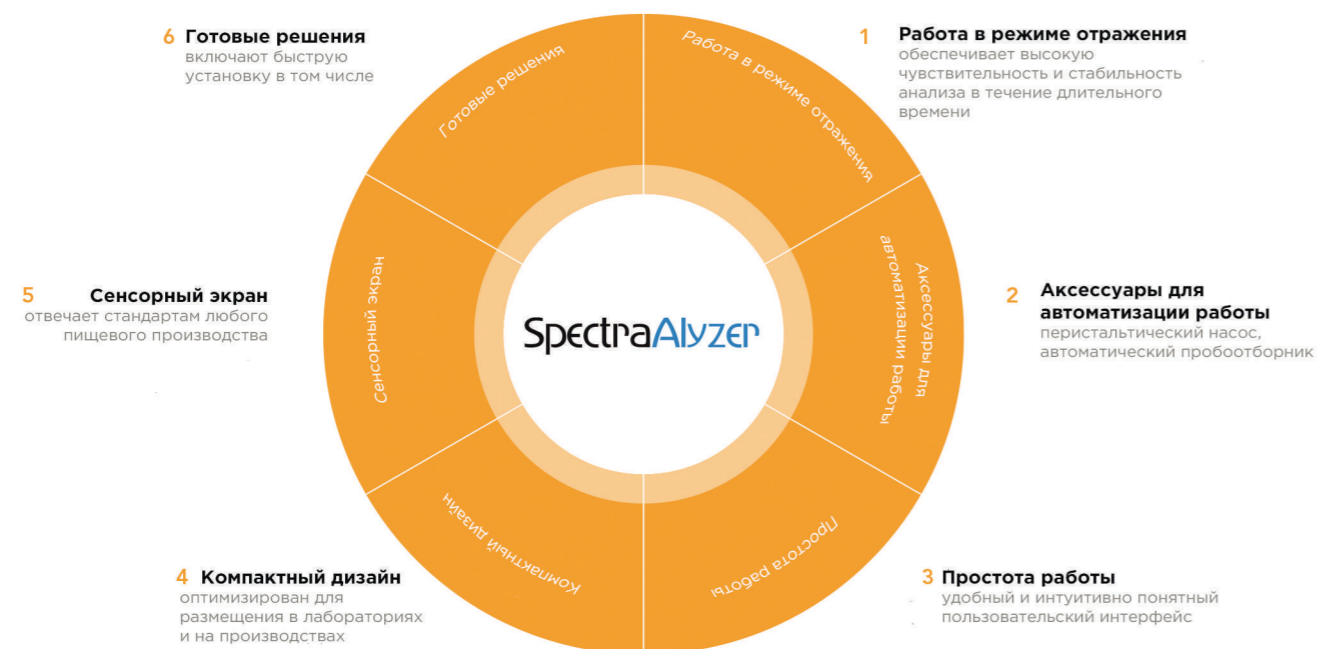 6 Готовые решения
включают быструю
установку в том числе
1 Работа в режиме отражения
обеспечивает высокую
чувствительность и стабильность
анализа в течение длительного
времени
Готовые решения
Работа в режиме отражения
5 Сенсорный экран
отвечает стандартам любого
пищевого производства
Сенсорный экран
SpectraAlyzer
Аксессуары для
автоматизации работы
2 Аксессуары для
автоматизации работы
перистальтический насос,
автоматический пробоотборник
Компактный дизайн
Простота работы
4 Компактный дизайн
оптимизирован для
размещения в лабораториях
и на производствах
3 Простота работы
удобный и интуитивно понятный
пользовательский интерфейс